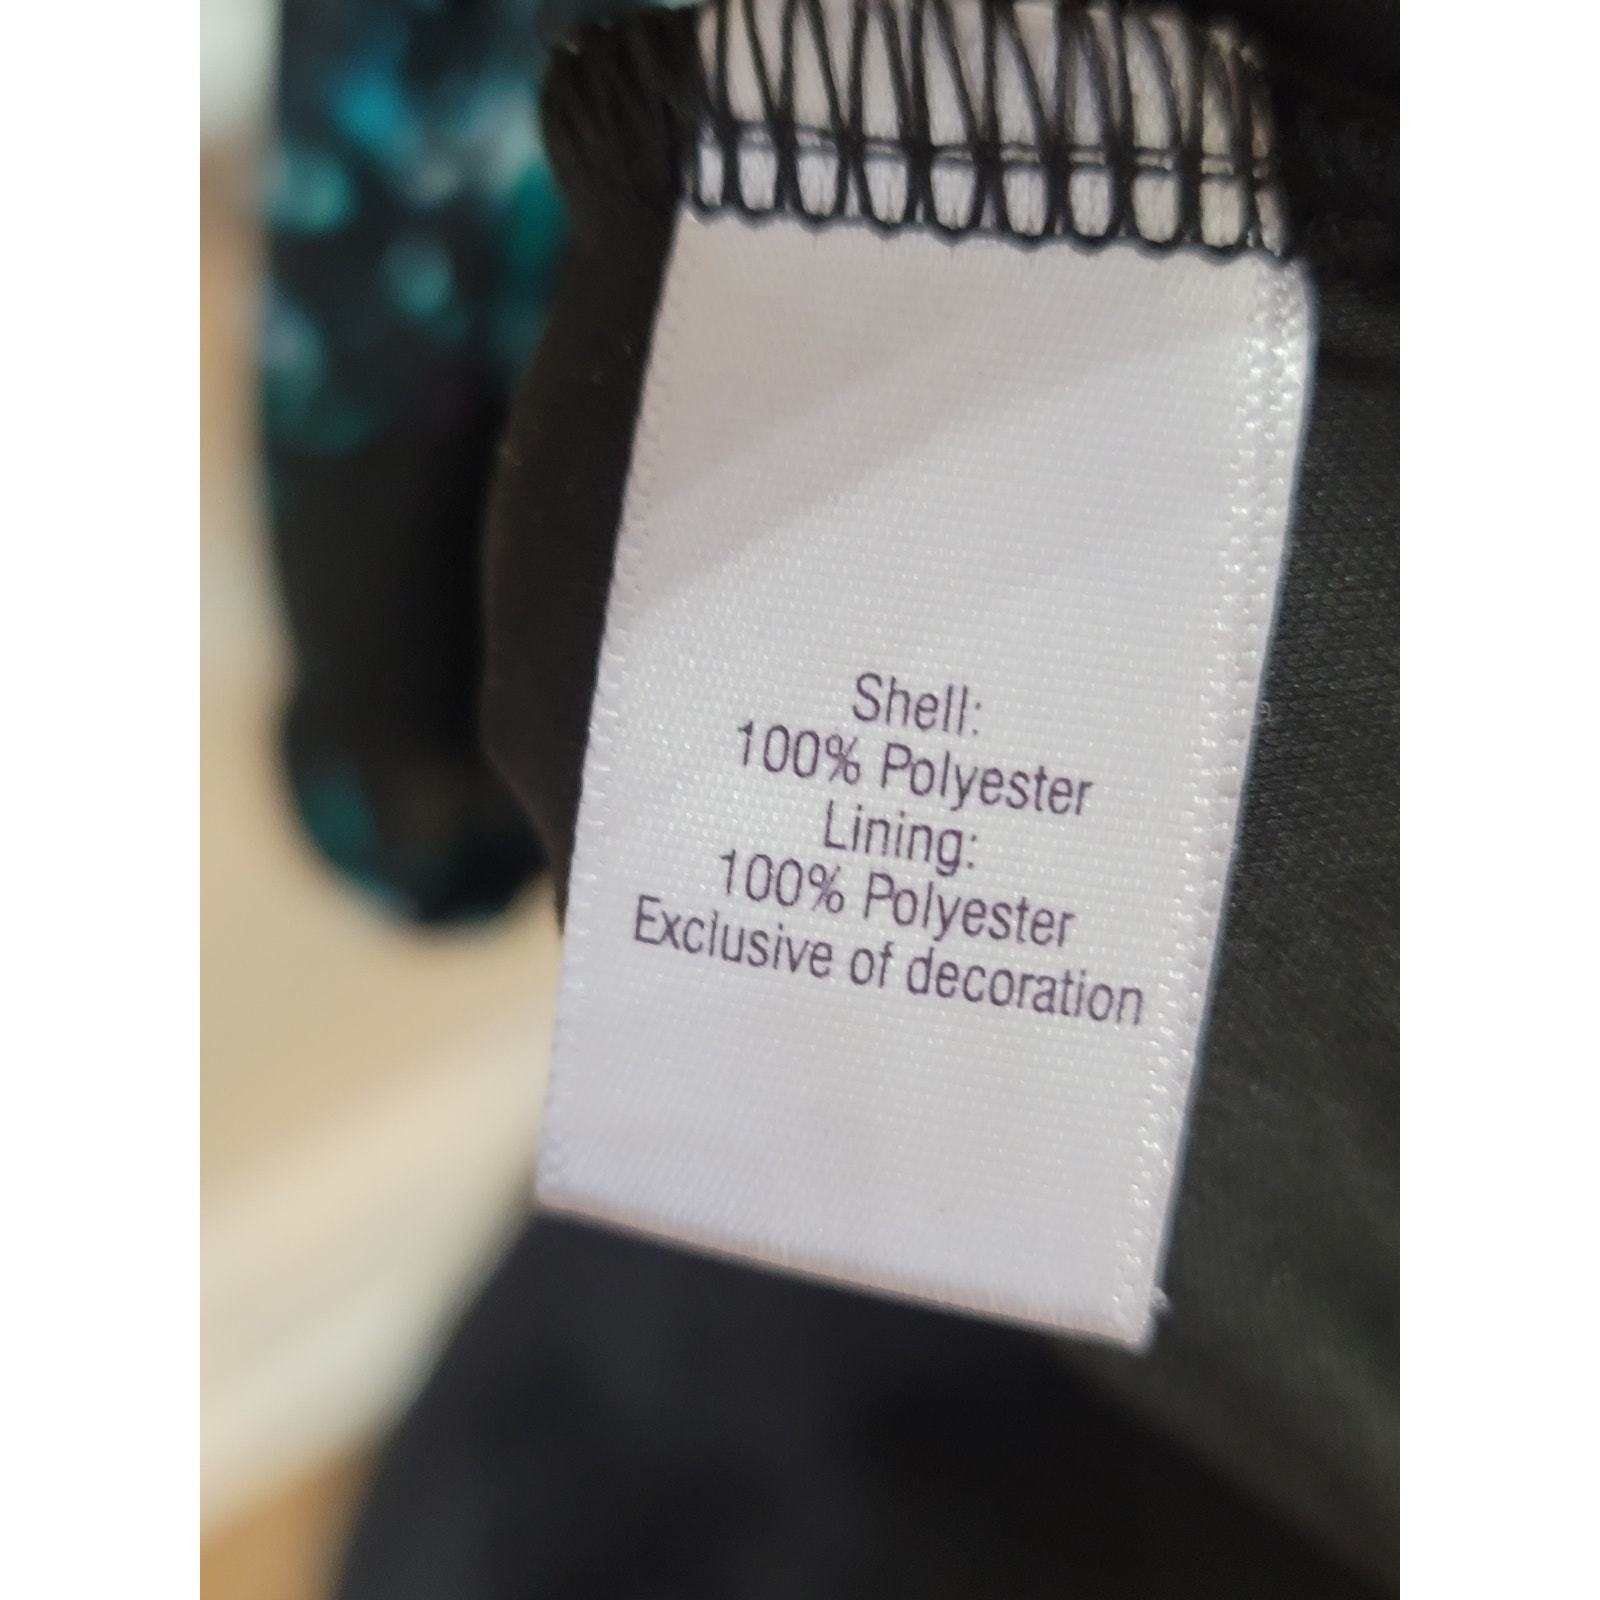 Shell:
100% Polyester
Lining:
100% Polyester
Exclusive of decoration